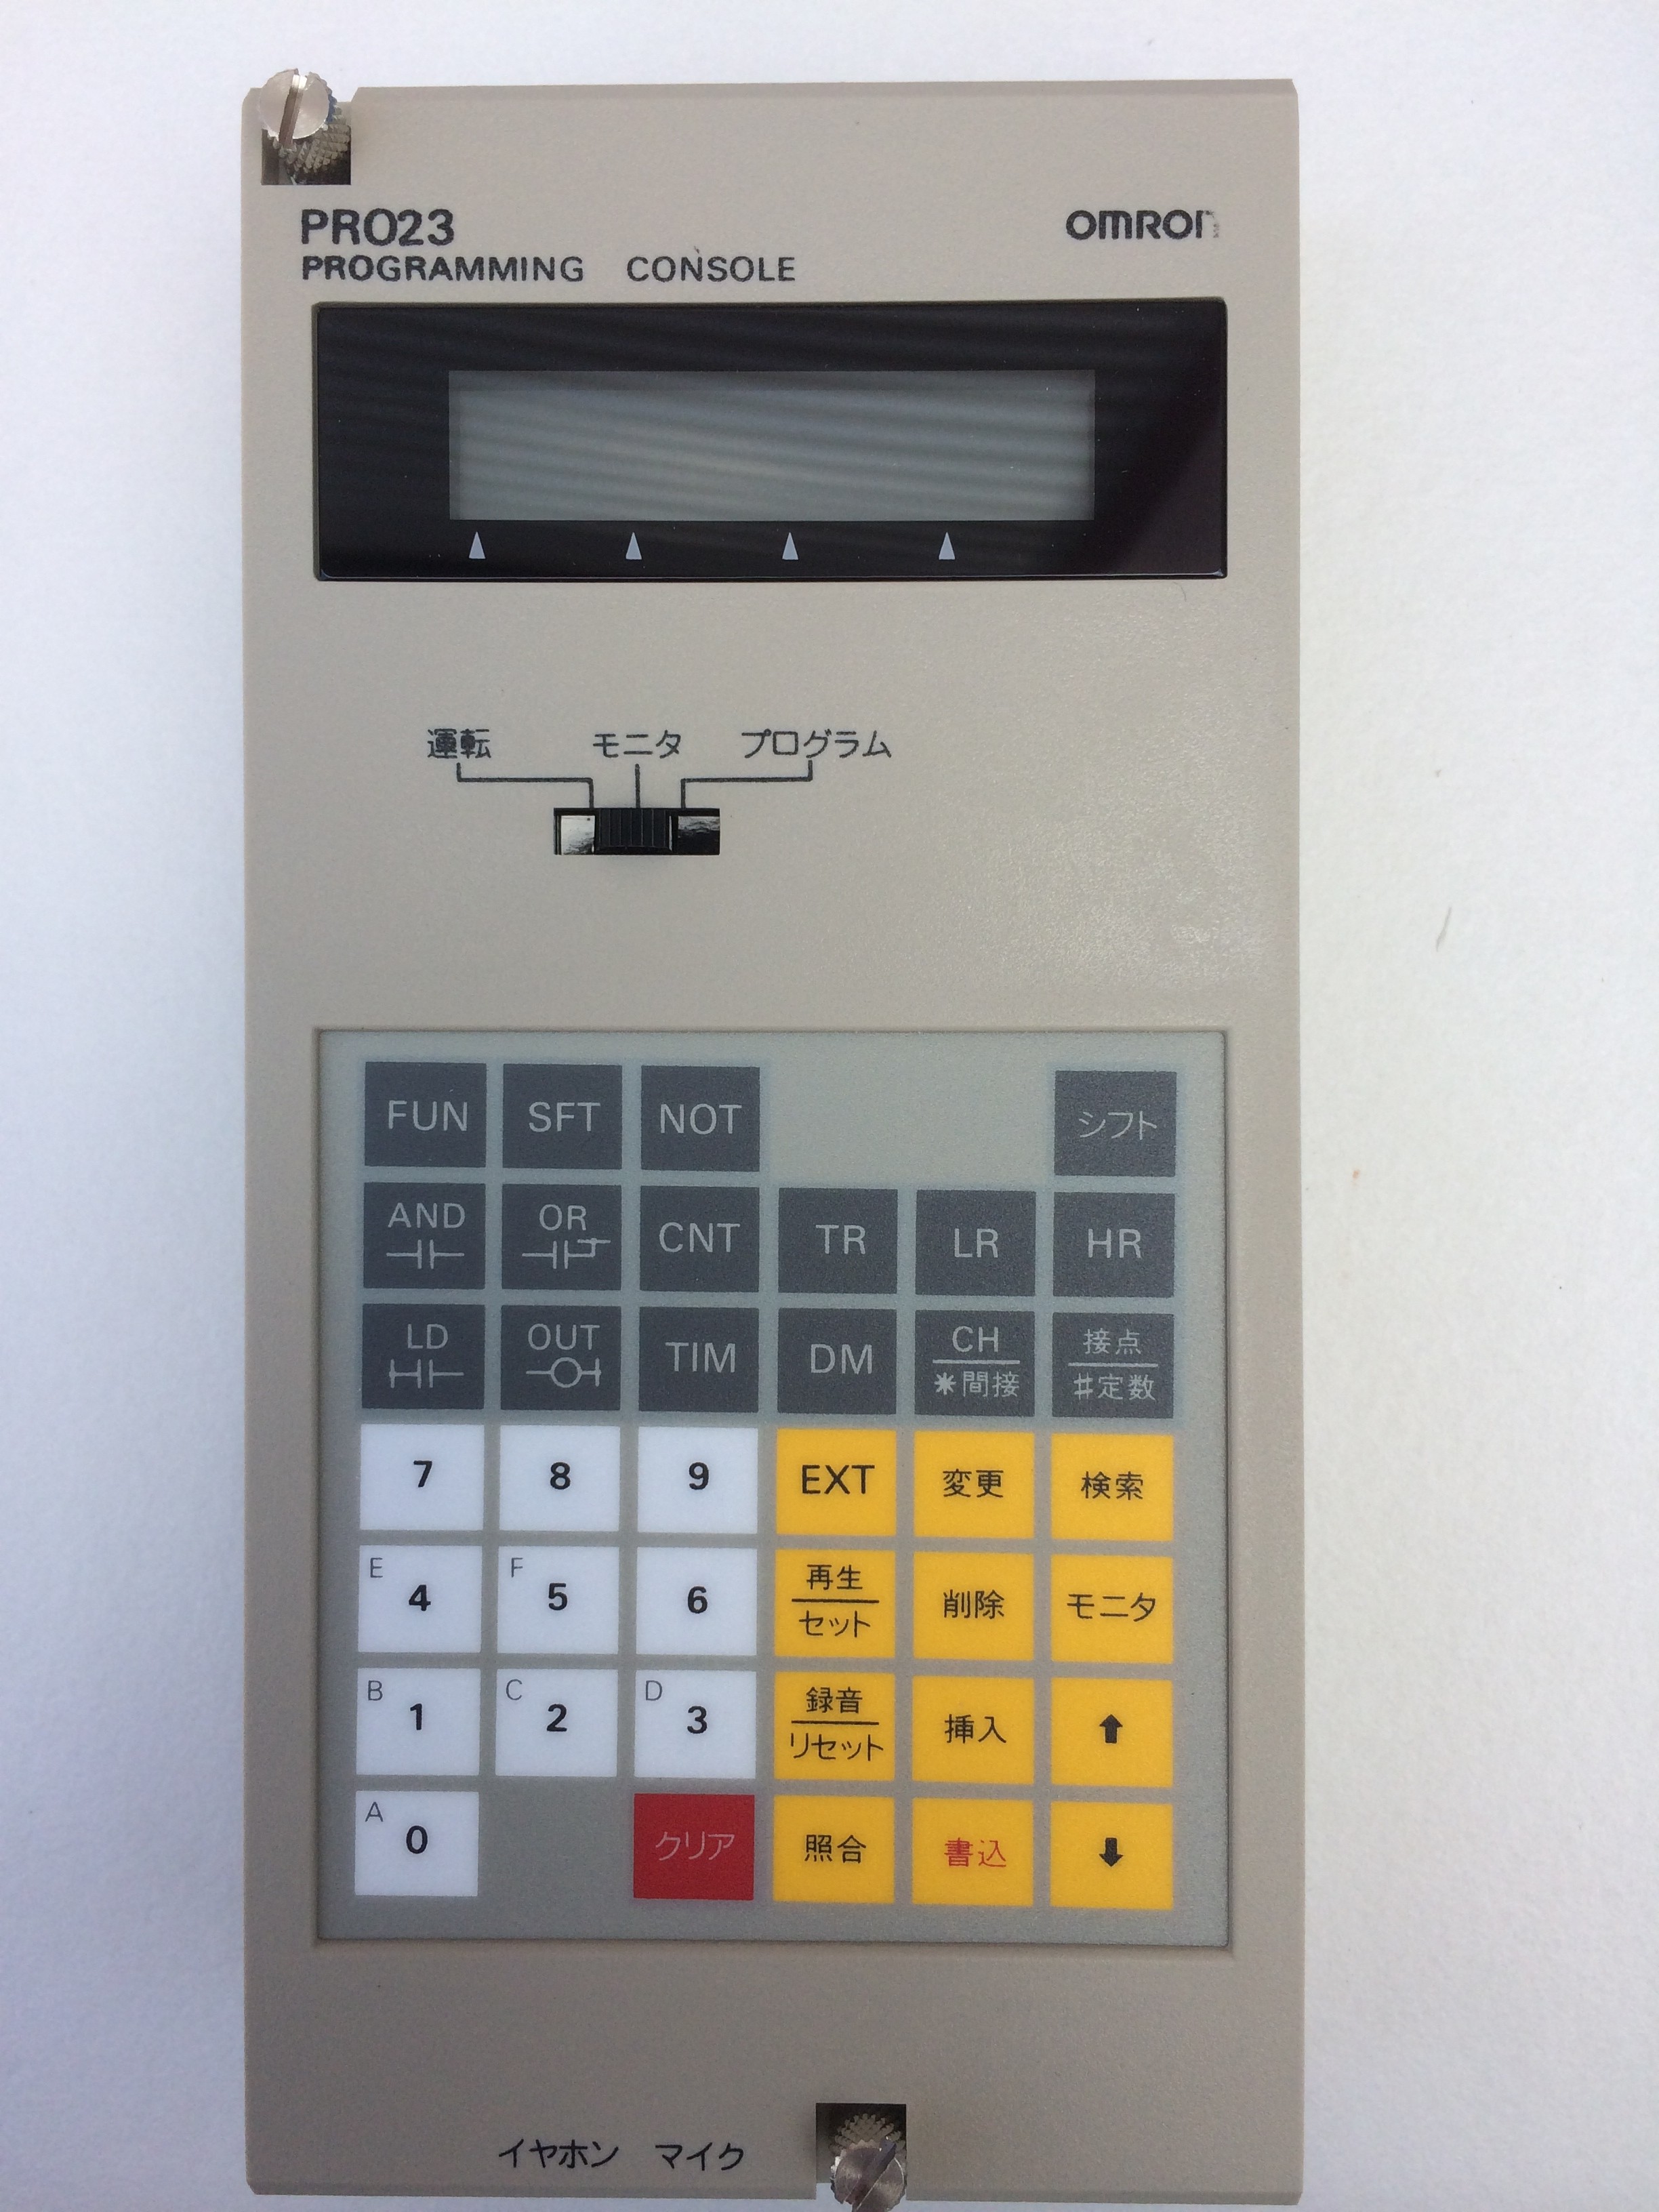 PRO23
OMRON
PROGRAMMING CONSOLE
運転 モニタ プログラム
FUN SFT NOT シフト
AND OR CNT TR LR HR
LD OUT TIM DM CH 接点
＊間接 #定数
7 8 9 EXT 変更 検索
E 4 F 5 6 再生 削除 モニタ
セット
B 1 C 2 D 3 録音 挿入 ⬆
リセット
A 0 クリア 照合 書込 ⬇
イヤホン マイク